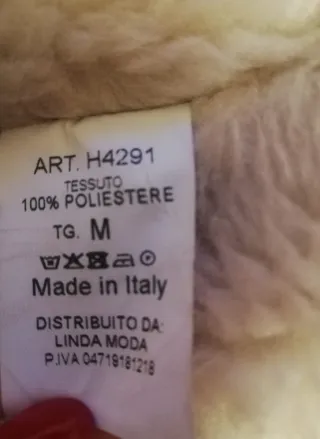 ART. H4291
TESSUTO
100% POLIESTERE
TG. M
Made in Italy
DISTRIBUITO DA:
LINDA MODA
P.IVA 04719181218